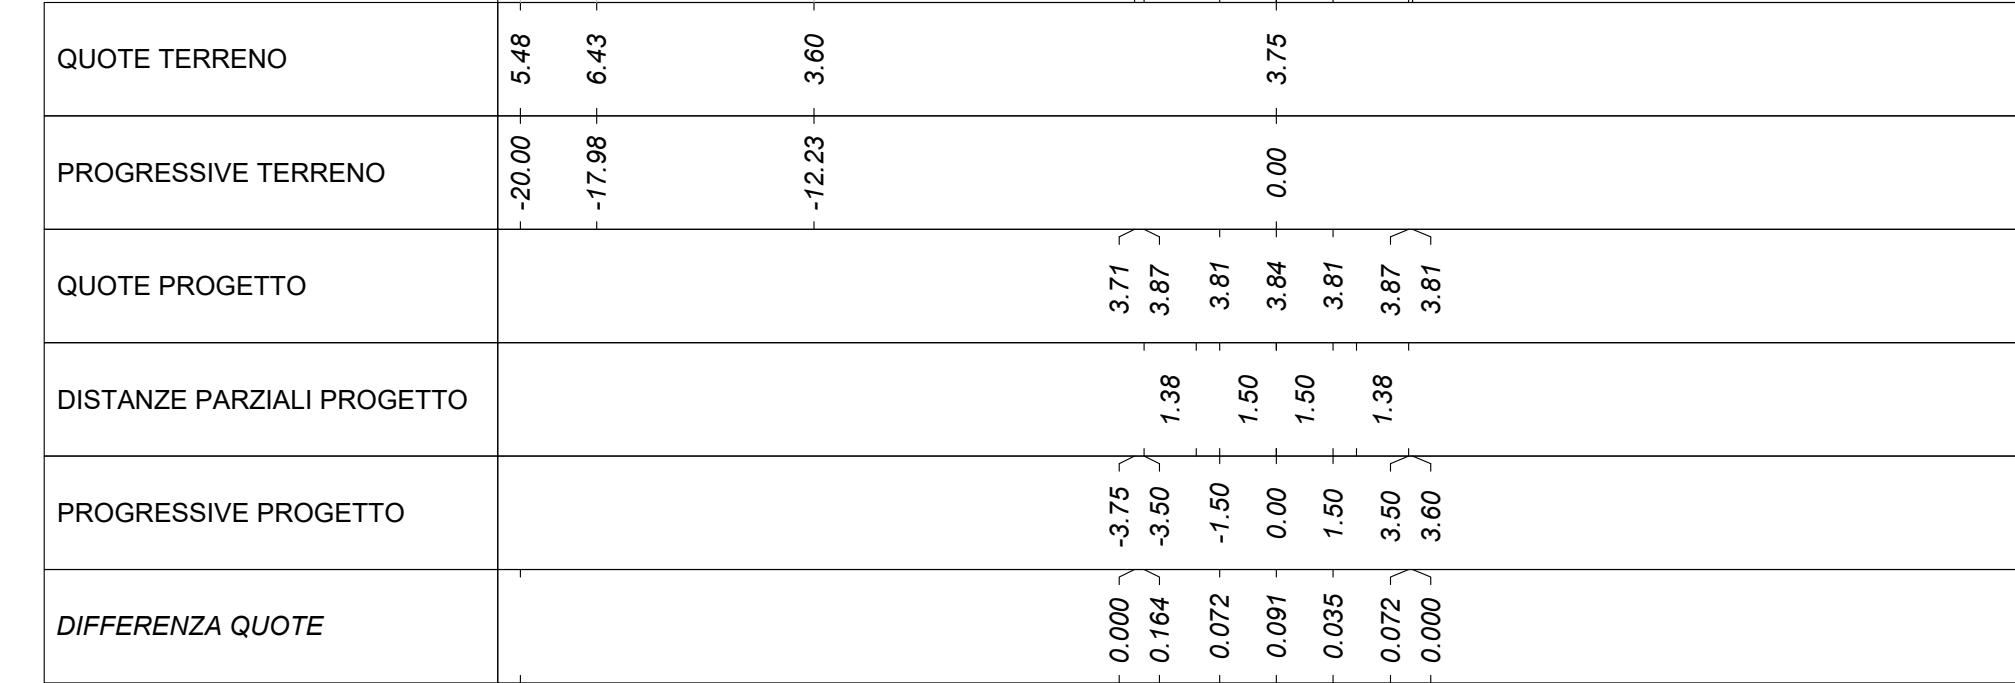 QUOTE TERRENO 5.48 6.43 3.60 3.75
PROGRESSIVE TERRENO -20.00 -17.98 -12.23 0.00
QUOTE PROGETTO 3.71 3.87 3.81 3.84 3.81 3.87 3.81
DISTANZE PARZIALI PROGETTO 1.38 1.50 1.50 1.38
PROGRESSIVE PROGETTO -3.75 -3.50 -1.50 0.00 1.50 3.50 3.60
DIFFERENZA QUOTE 0.000 0.164 0.072 0.091 0.035 0.072 0.000